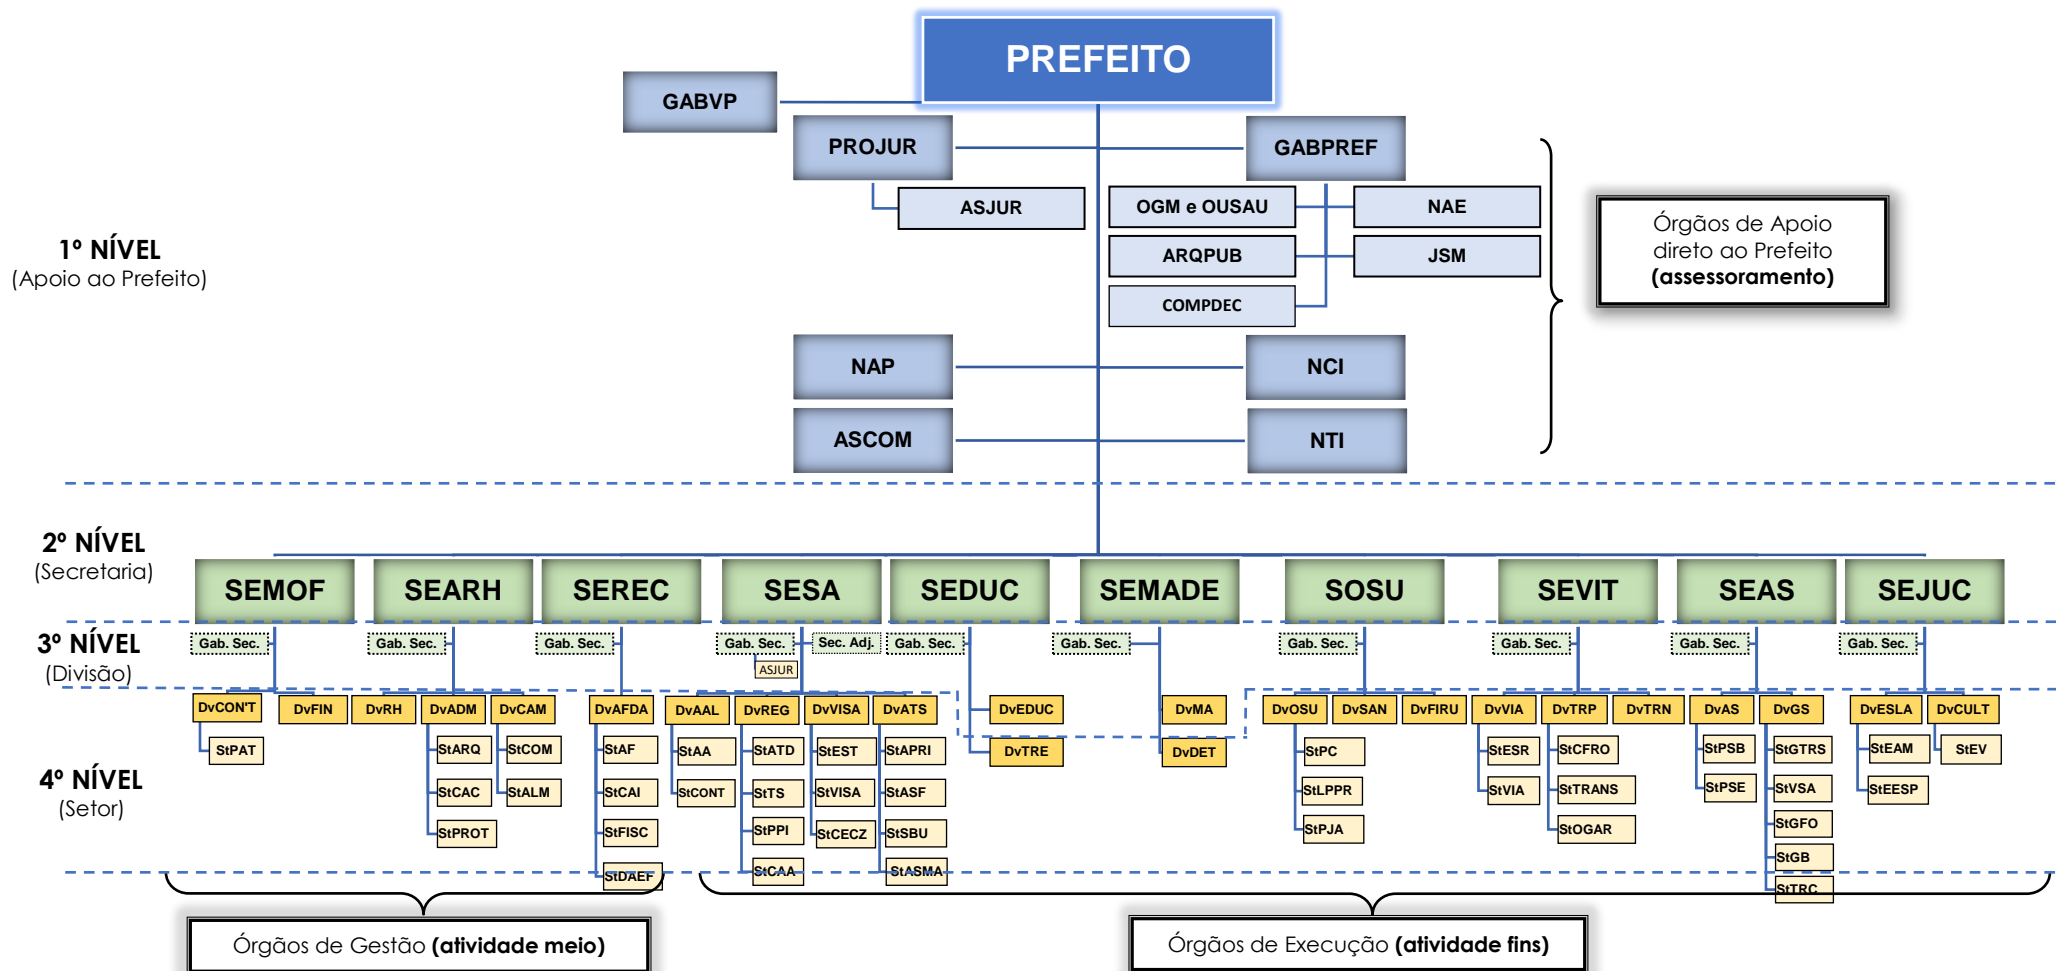 PREFEITO
GABVP
PROJUR
GABPREF
ASJUR
OGM e OUSAU
NAE
ARQPUB
JSM
COMPDEC
Órgãos de Apoio
direto ao Prefeito
(assessoramento)
1º NÍVEL
(Apoio ao Prefeito)
NAP
NCI
ASCOM
NTI
2º NÍVEL
(Secretaria)
SEMOF
SEARH
SEREC
SESA
SEDUC
SEMADE
SOSU
SEVIT
SEAS
SEJUC
3º NÍVEL
(Divisão)
Gab. Sec.
Gab. Sec.
Gab. Sec.
Gab. Sec.
Sec. Adj.
Gab. Sec.
Gab. Sec.
Gab. Sec.
Gab. Sec.
Gab. Sec.
Gab. Sec.
ASJUR
DvCON'T
DvFIN
DvRH
DvADM
DvCAM
DvAFDA
DvAAL
DvREG
DvVISA
DvATS
DvEDUC
DvMA
DvOSU
DvSAN
DvFIRU
DvVIA
DvTRP
DvTRN
DvAS
DvGS
DvESLA
DvCULT
4º NÍVEL
(Setor)
StPAT
StARQ
StCOM
StAF
StAA
StATD
StEST
StAPRI
DvTRE
DvDET
StPC
StESR
StCFRO
StPSB
StGTRS
StEAM
StEV
StCAC
StALM
StCAI
StCONT
StTS
StVISA
StASF
StLPPR
StVIA
StTRANS
StPSE
StVSA
StEESP
StPROT
StFISC
StPPI
StCECZ
StSBU
StPJA
StOGAR
StGFO
StDAEF
StCAA
StASMA
StGB
StTRC
Órgãos de Gestão (atividade meio)
Órgãos de Execução (atividade fins)